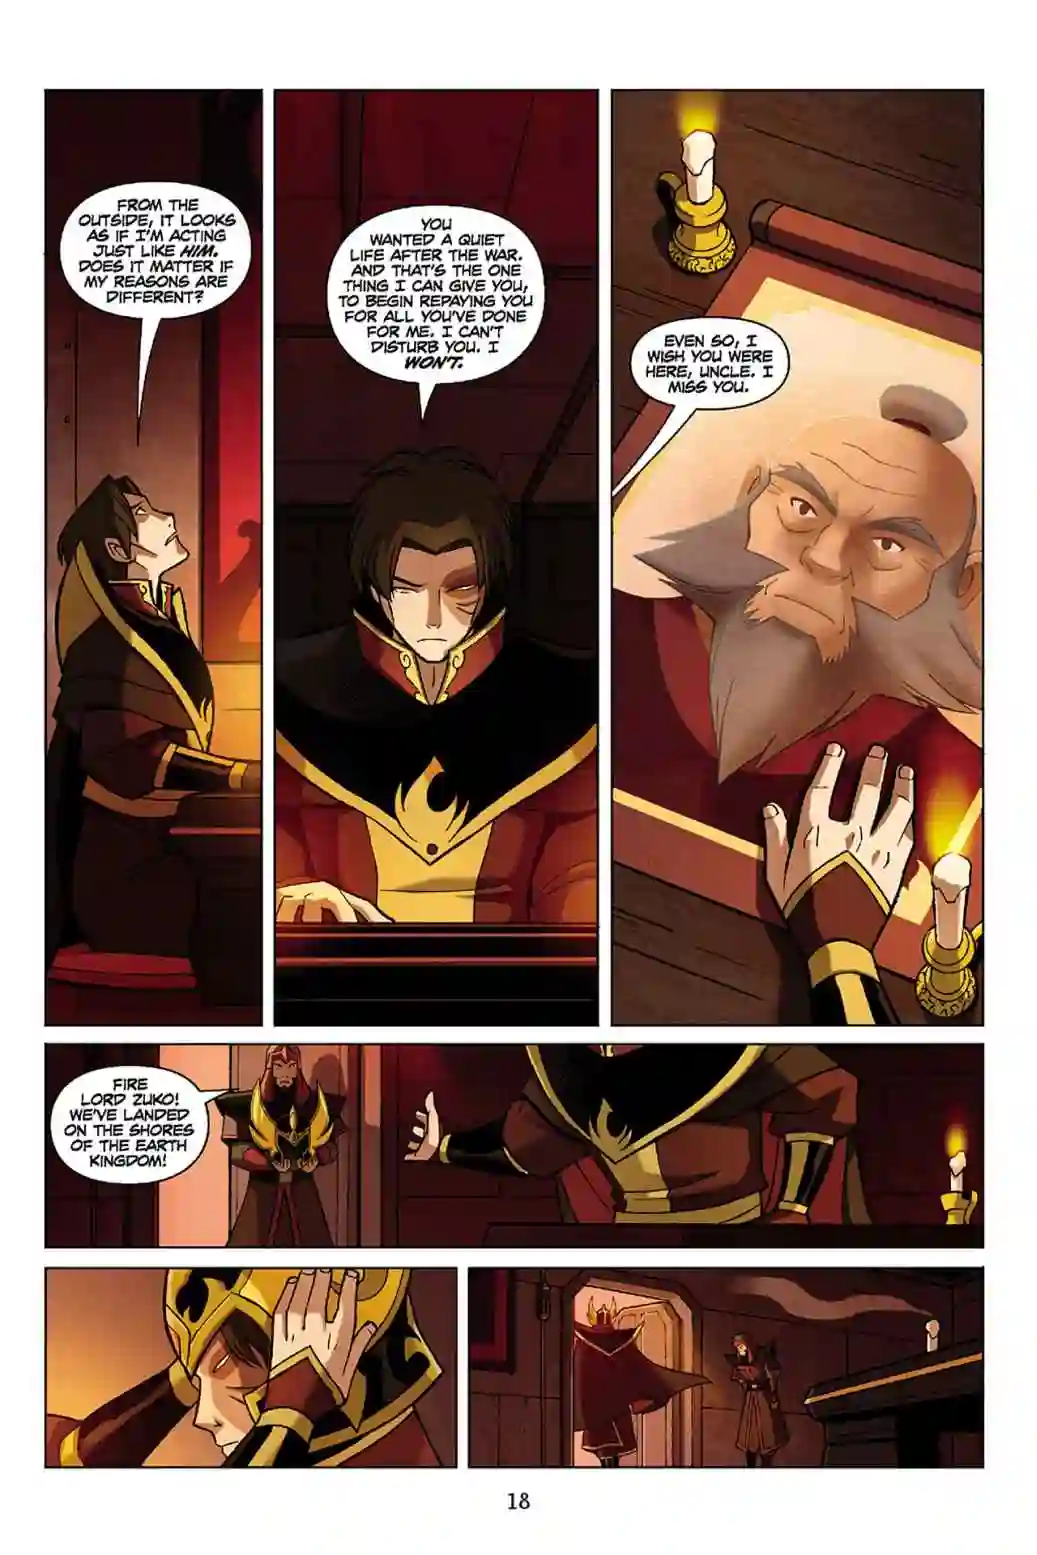 FROM THE
OUTSIDE, IT LOOKS
AS IF I'M ACTING
JUST LIKE HIM.
DOES IT MATTER IF
MY REASONS ARE
DIFFERENT?
YOU
WANTED A QUIET
LIFE AFTER THE WAR.
AND THAT'S THE ONE
THING I CAN GIVE YOU,
TO BEGIN REPAYING YOU
FOR ALL YOU'VE DONE
FOR ME. I CAN'T
DISTURB YOU. I
WON'T.
EVEN SO, I
WISH YOU WERE
HERE, UNCLE. I
MISS YOU.
FIRE
LORD ZUKO!
WE'VE LANDED
ON THE SHORES
OF THE EARTH
KINGDOM!
18